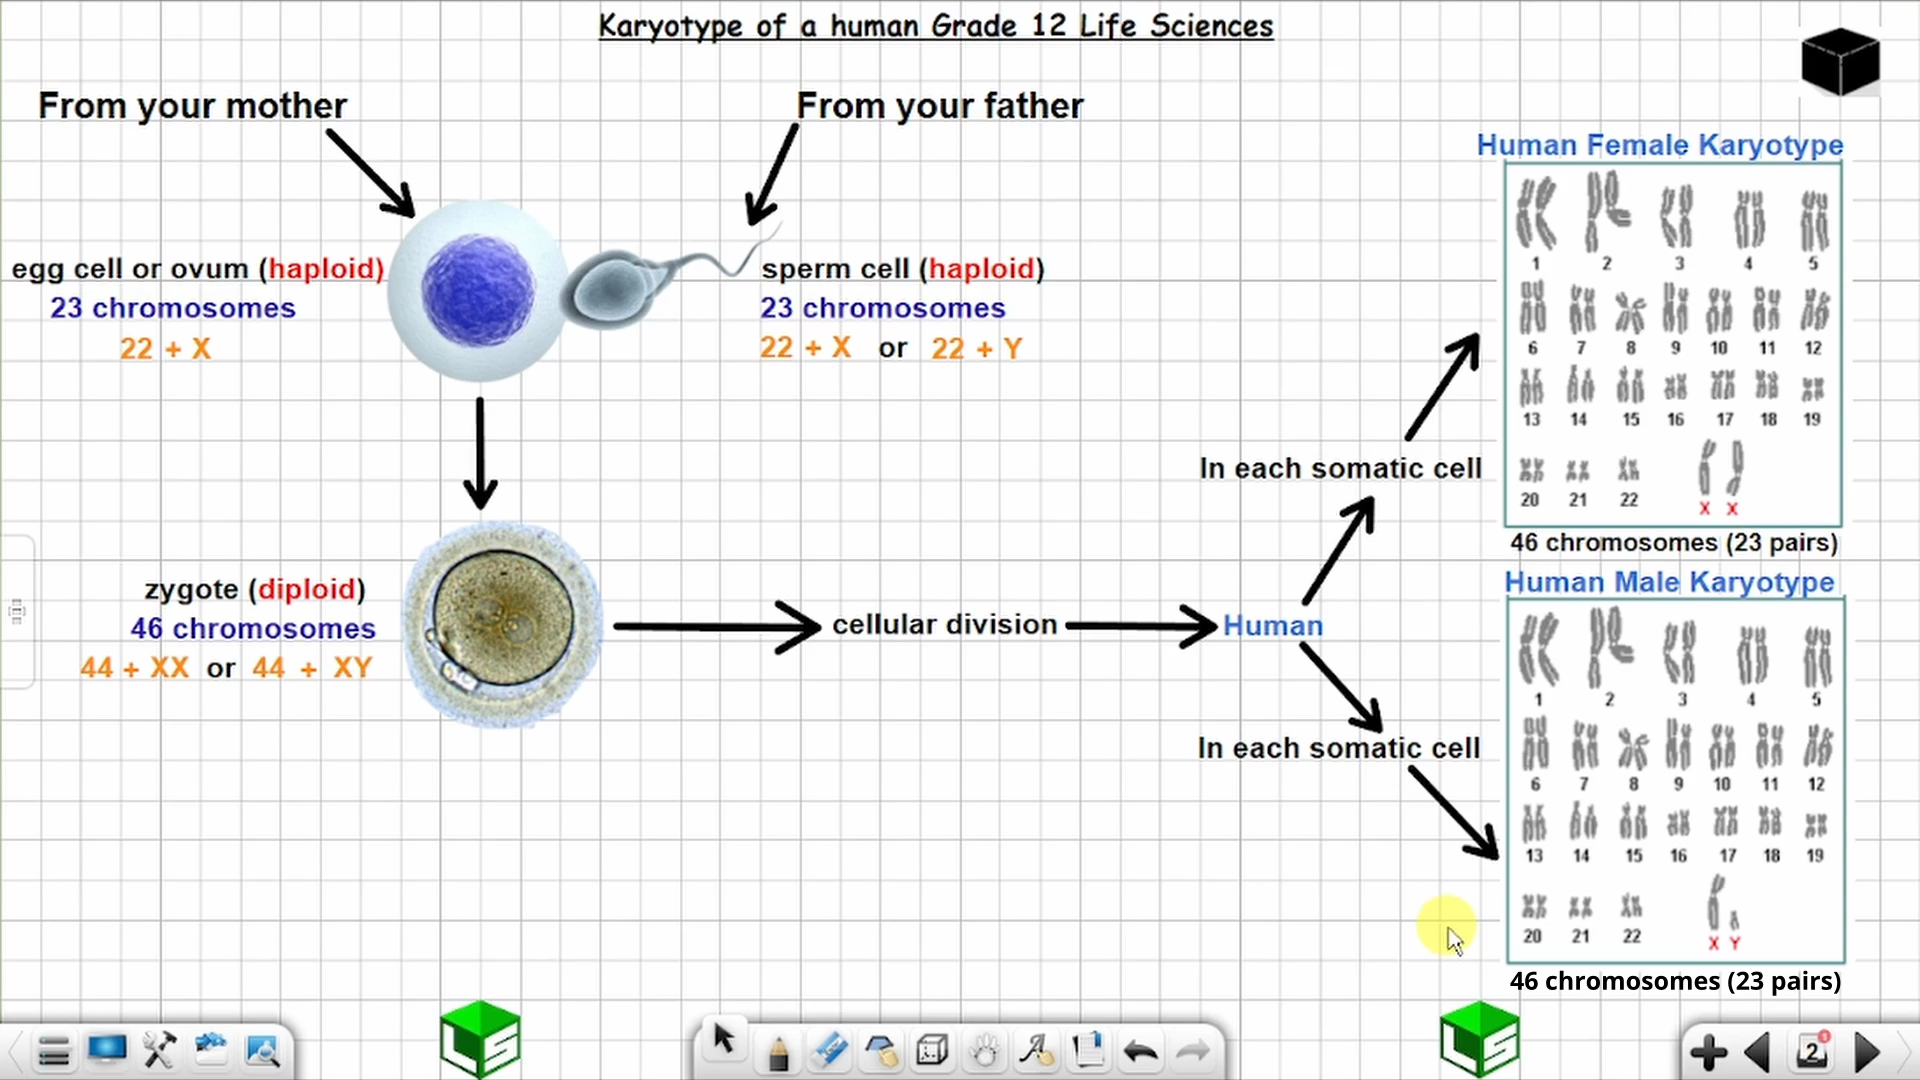 Karyotype of a human Grade 12 Life Sciences
From your mother
From your father
egg cell or ovum (haploid)
23 chromosomes
22 + X
sperm cell (haploid)
23 chromosomes
22 + X or 22 + Y
zygote (diploid)
46 chromosomes
44 + XX or 44 + XY
cellular division
Human
In each somatic cell
In each somatic cell
Human Female Karyotype
1 2 3 4 5
6 7 8 9 10 11 12
13 14 15 16 17 18 19
20 21 22 X X
46 chromosomes (23 pairs)
Human Male Karyotype
1 2 3 4 5
6 7 8 9 10 11 12
13 14 15 16 17 18 19
20 21 22 X Y
46 chromosomes (23 pairs)
LS
LS
2
1